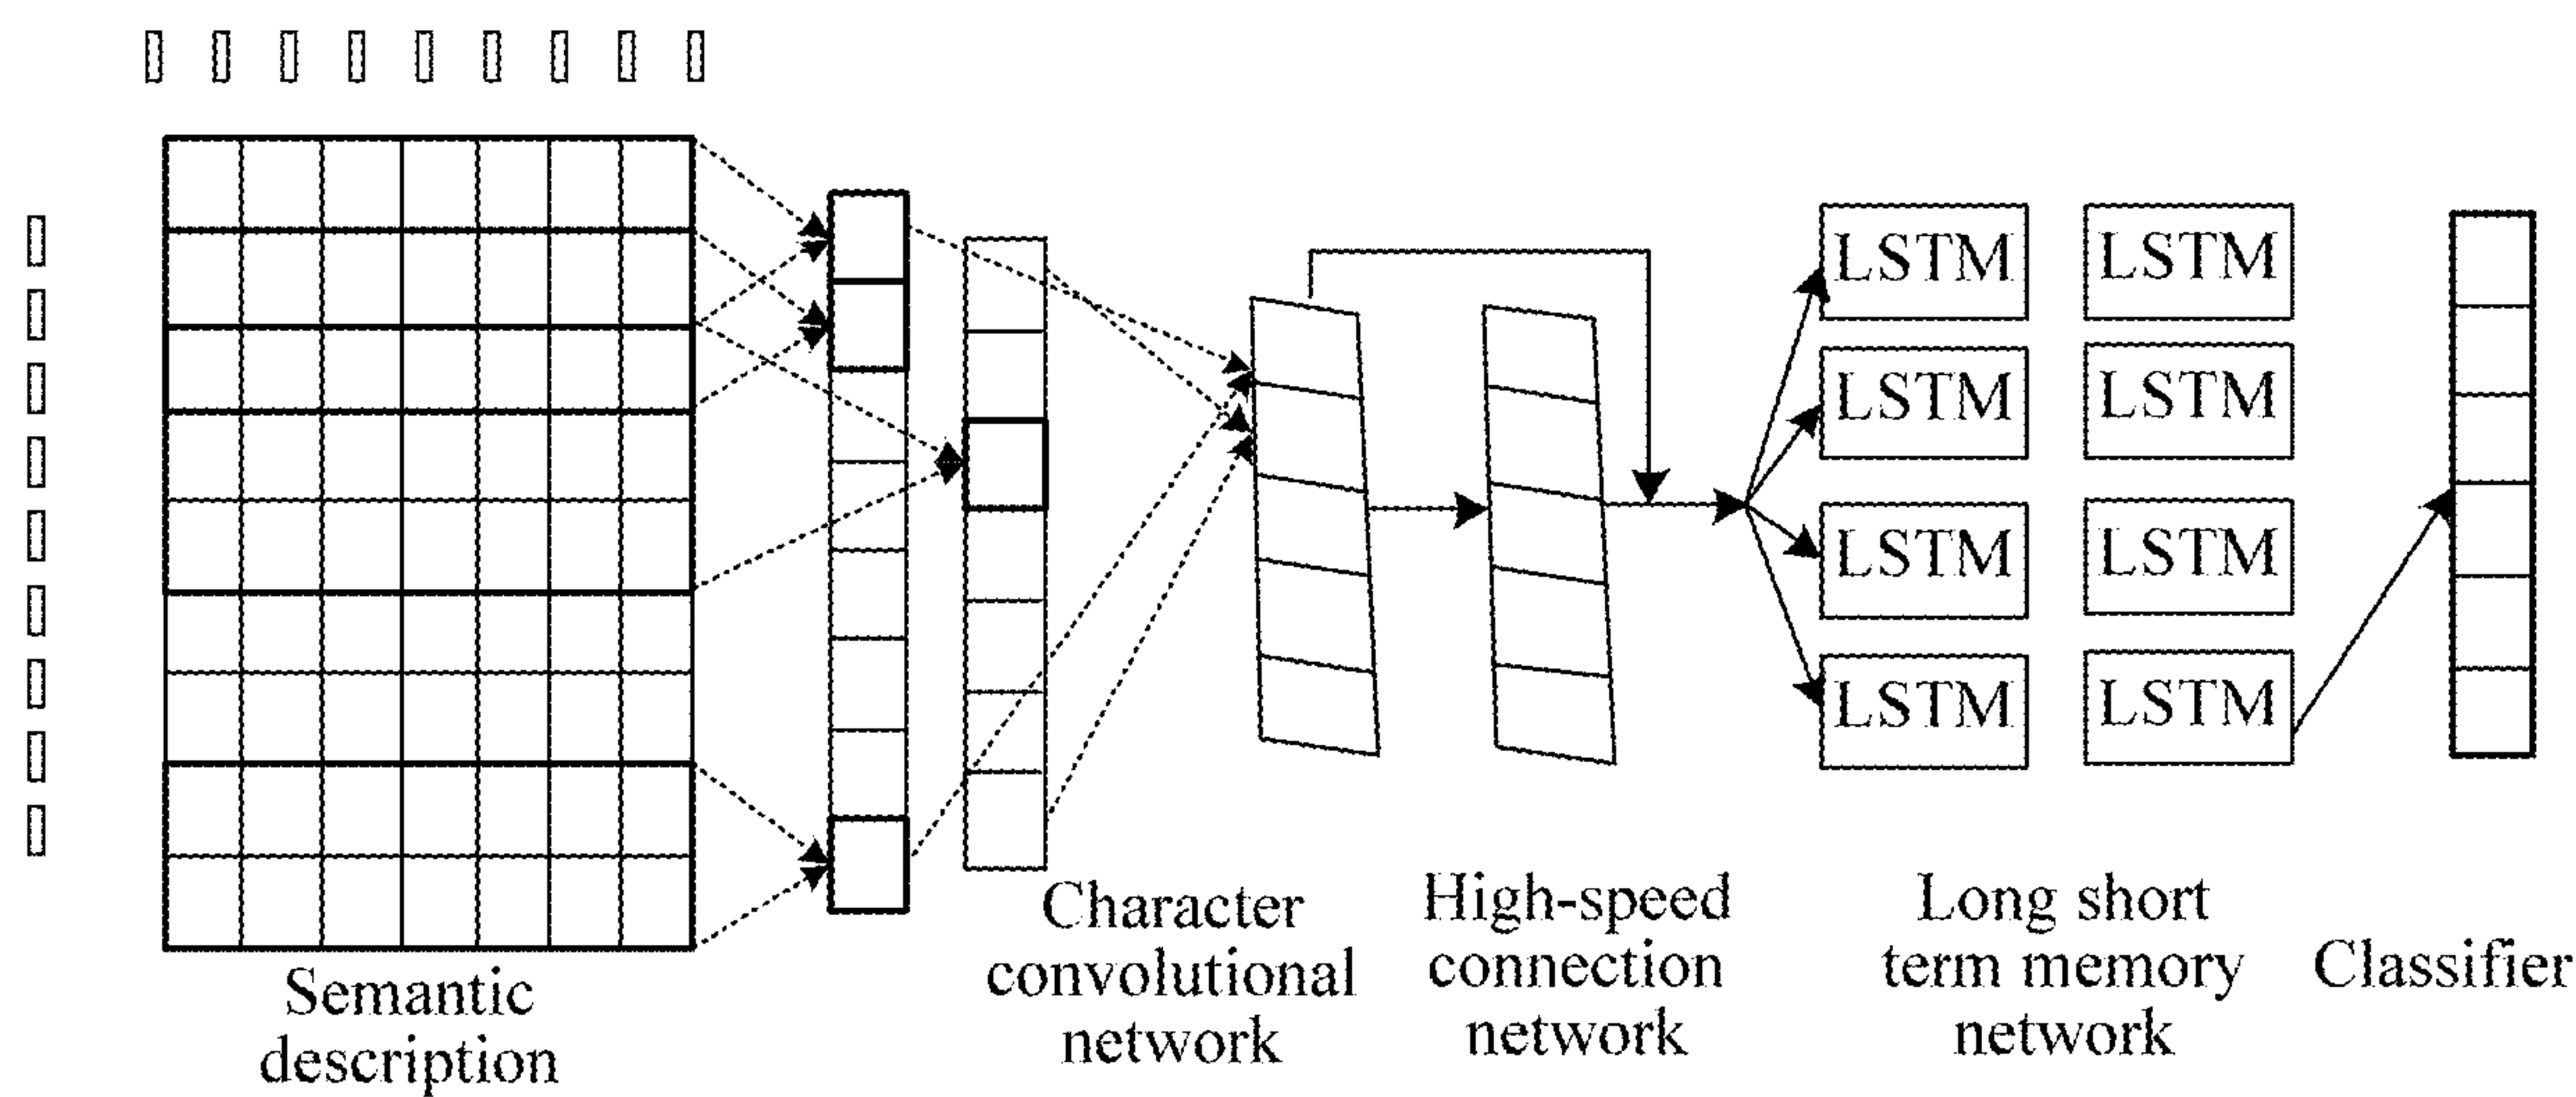 LSTM LSTM
LSTM LSTM
LSTM LSTM
LSTM LSTM
Semantic
description
Character
convolutional
network
High-speed
connection
network
Long short
term memory
network
Classifier